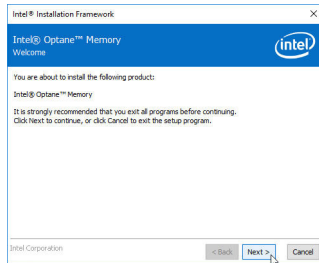 Intel® Installation Framework
Intel® Optane™ Memory
Welcome
intel
You are about to install the following product:
Intel® Optane™ Memory
It is strongly recommended that you exit all programs before continuing.
Click Next to continue, or click Cancel to exit the setup program.
Intel Corporation
< Back Next > Cancel